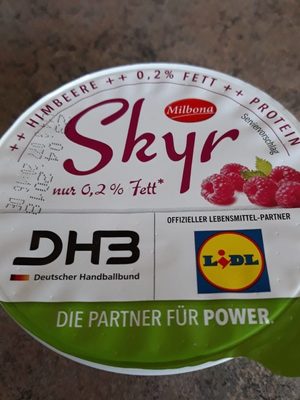 ++ HIMBEERE ++ 0,2% FETT ++ PROTEIN
Milbona
Skyr
Serviervorschlag
nur 0,2% Fett*
DHB
Deutscher Handballbund
OFFIZIELLER LEBENSMITTEL-PARTNER
LIDL
DIE PARTNER FÜR POWER.